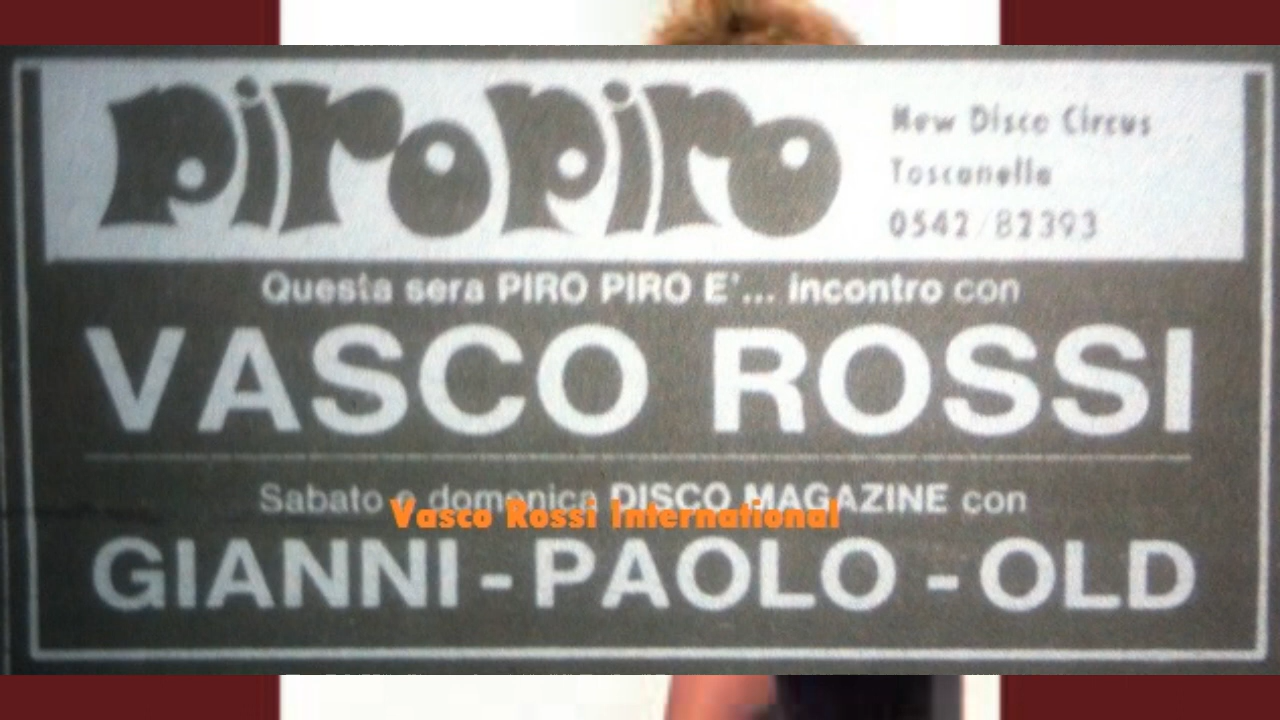 piropiro
New Disco Circus
Toscanella
0542/82393
Questa sera PIRO PIRO E'... incontro con
VASCO ROSSI
Sabato e domenica DISCO MAGAZINE con
Vasco Rossi International
GIANNI - PAOLO - OLD